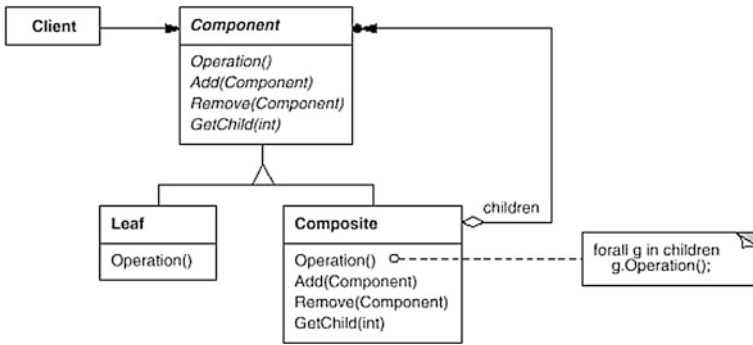 Client
Component
Operation()
Add(Component)
Remove(Component)
GetChild(int)
Leaf
Operation()
Composite
Operation()
Add(Component)
Remove(Component)
GetChild(int)
children
forall g in children
g.Operation();